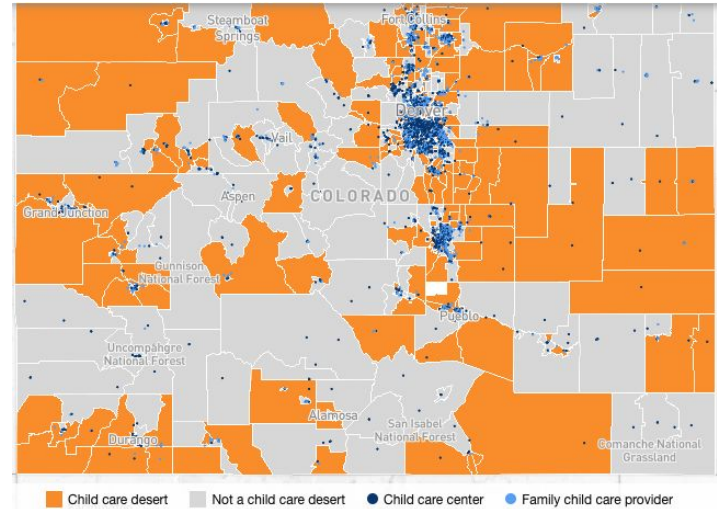 Steamboat
Springs
Fort Collins
Denver
Vail
Aspen
COLORADO
Grand Junction
Gunnison
National Forest
Pueblo
Uncompahgre
National Forest
Alamosa
San Isabel
National Forest
Durango
Comanche National
Grassland
Child care desert
Not a child care desert
Child care center
Family child care provider